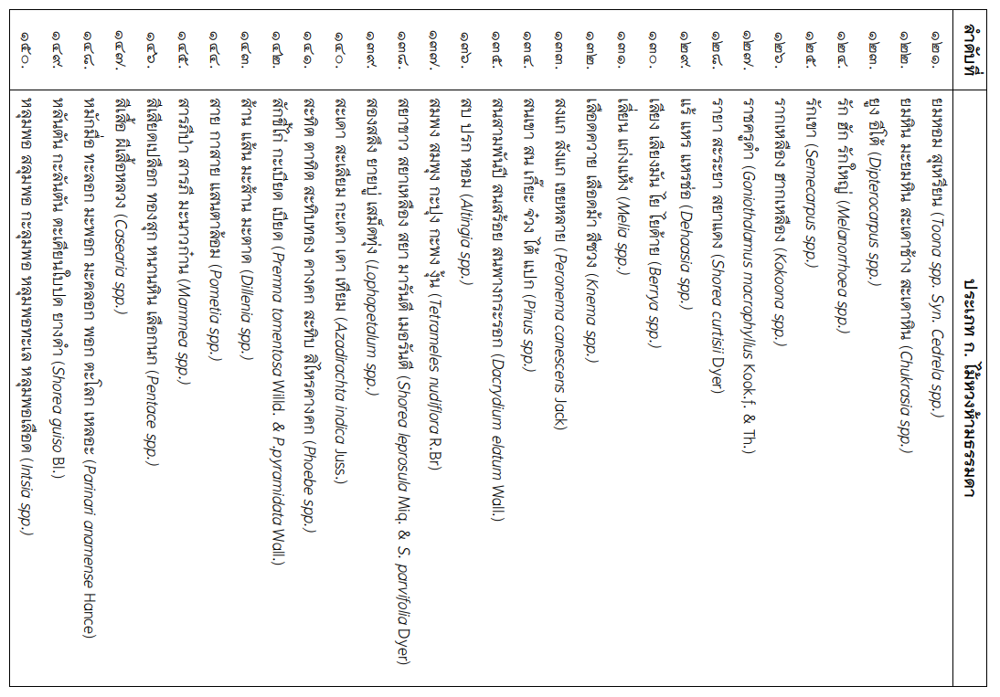 ลำดับที่ ประเภท ก. ไม้หวงห้ามธรรมดา
๑๒๑. ยมหอม สุเหรียน (Toona spp. Syn. Cedrela spp.)
๑๒๒. ยมหิน มะยมหิน สะเดาช้าง สะเดาหิน (Chukrasia spp.)
๑๒๓. ยูง อีโต้ (Dipterocarpus spp.)
๑๒๔. รัก ฮัก รักใหญ่ (Melanorrhoea spp.)
๑๒๕. รักเขา (Semecarpus spp.)
๑๒๖. รากเหลือง ฮากเหลือง (Kokoona spp.)
๑๒๗. ราชครูดำ (Goniothalamus macrophyllus Kook.f. & Th.)
๑๒๘. รายา สะระยา สยาแดง (Shorea curtisii Dyer)
๑๒๙. แร้ แหร แหรช่อ (Dehaasia spp.)
๑๓๐. เลียง เลียงมัน ไย ไยด้าย (Berrya spp.)
๑๓๑. เลี่ยน แก่งแห้ง (Melia spp.)
๑๓๒. เลือดควาย เลือดม้า สีซวง (Knema spp.)
๑๓๓. สงแก สังแก เขยหลาย (Peronema canescens Jack)
๑๓๔. สนเขา สน เกี๊ยะ จ๋วง ไต้ แปก (Pinus spp.)
๑๓๕. สนสามพันปี สนสร้อย สนพางกระรอก (Dacrydium elatum Wall.)
๑๓๖. สบ ปรก หอม (Altingia spp.)
๑๓๗. สมพง สมพุง กะปุง กะพง งุ้น (Tetrameles nudiflora R.Br)
๑๓๘. สยาขาว สยาเหลือง สยา มารันตี เมอรันตี (Shorea leprosula Miq. & S. parvifolia Dyer)
๑๓๙. สองสลึง ยายปู่ เสม็ดทุ่ง (Lophopetalum spp.)
๑๔๐. สะเดา สะเลียม กะเดา เดา เทียม (Azadirachta indica Juss.)
๑๔๑. สะทิต ตาทิต สะทิบทอง คางคก สะทิบ สิไหรคางคก (Phoebe spp.)
๑๔๒. สักขี้ไก่ กะเบียด เบียด (Premna tomentosa Willd. & P.pyramidata Wall.)
๑๔๓. ส้าน แส้น มะส้าน มะตาด (Dillenia spp.)
๑๔๔. สาย กาสาย แสนตาล้อม (Pometia spp.)
๑๔๕. สารภีป่า สารภี มะนาวก๋าน (Mammea spp.)
๑๔๖. สีเสียดเปลือก ทองสุก หนานหิน เลือกนก (Pentace spp.)
๑๔๗. สีเสื้อ ผีเสื้อหลวง (Casearia spp.)
๑๔๘. หมักมื่อ ทะลอก มะพอก มะคลอก พอก ตะโลก เหลอะ (Parinari anamense Hance)
๑๔๙. หลันตัน กะลันตัน ตะเคียนใบปด ยางดำ (Shorea guiso Bl.)
๑๕๐. หลุมพอ สลุมพอ กะลุมพอ หลุมพอทะเล หลุมพอเลือด (Intsia spp.)